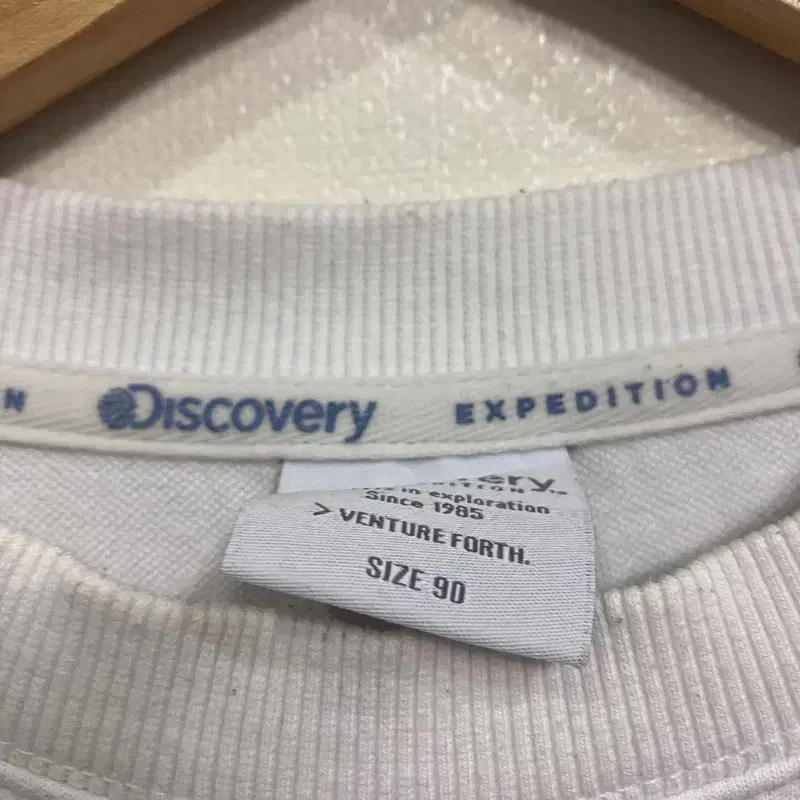 N Discovery EXPEDITION
in exploration
Since 1985
> VENTURE FORTH.
SIZE 90